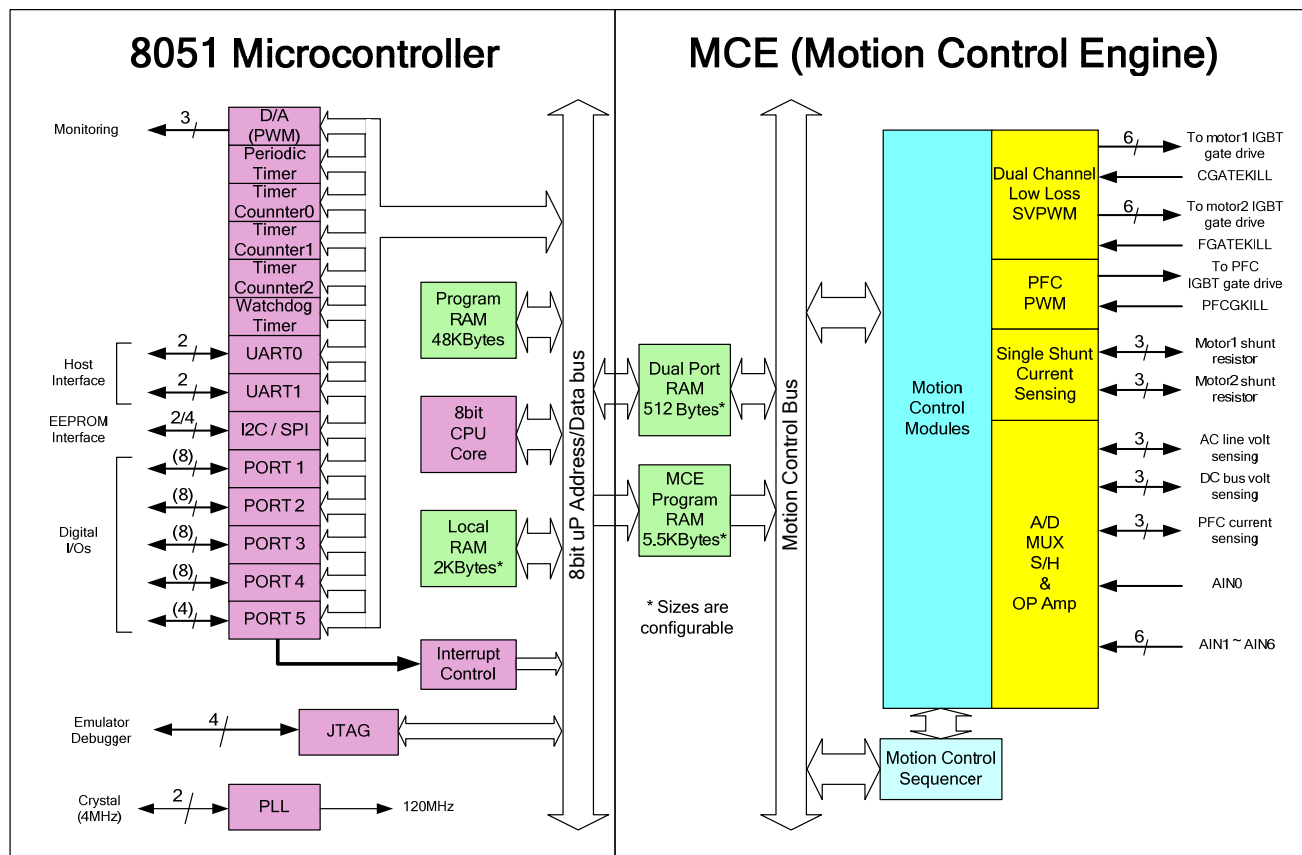 8051 Microcontroller
MCE (Motion Control Engine)
Monitoring
3
D/A
(PWM)
Periodic
Timer
Timer
Counnter0
Timer
Counnter1
Timer
Counnter2
Watchdog
Timer
Host
Interface
2
UART0
2
UART1
EEPROM
Interface
2/4
I2C / SPI
Digital
I/Os
(8)
PORT 1
(8)
PORT 2
(8)
PORT 3
(8)
PORT 4
(4)
PORT 5
Program
RAM
48KBytes
8bit
CPU
Core
Local
RAM
2KBytes*
Interrupt
Control
Emulator
Debugger
4
JTAG
Crystal
(4MHz)
2
PLL
120MHz
8bit uP Address/Data bus
Dual Port
RAM
512 Bytes*
MCE
Program
RAM
5.5KBytes*
* Sizes are
configurable
Motion Control Bus
Motion
Control
Modules
Motion Control
Sequencer
Dual Channel
Low Loss
SVPWM
PFC
PWM
Single Shunt
Current
Sensing
A/D
MUX
S/H
&
OP Amp
6
To motor1 IGBT
gate drive
CGATEKILL
6
To motor2 IGBT
gate drive
FGATEKILL
To PFC
IGBT gate drive
PFCGKILL
3
Motor1 shunt
resistor
3
Motor2 shunt
resistor
3
AC line volt
sensing
3
DC bus volt
sensing
3
PFC current
sensing
AIN0
6
AIN1~AIN6